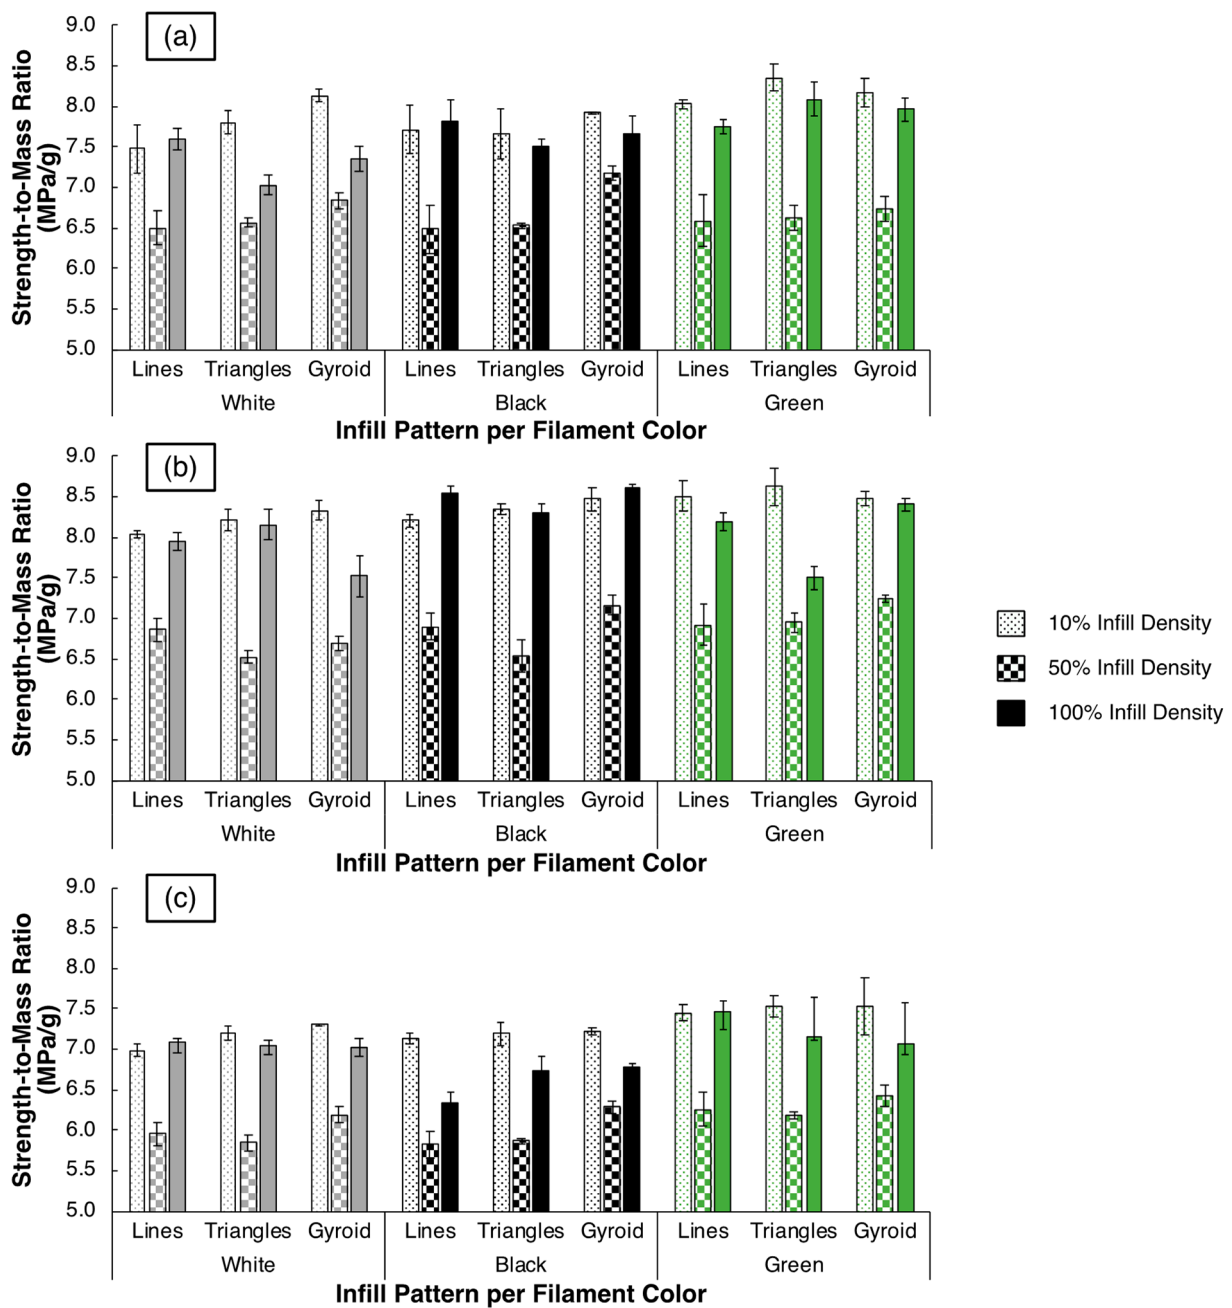 (a)
Strength-to-Mass Ratio
(MPa/g)
9.0
8.5
8.0
7.5
7.0
6.5
6.0
5.5
5.0
Lines Triangles Gyroid Lines Triangles Gyroid Lines Triangles Gyroid
White Black Green
Infill Pattern per Filament Color
(b)
Strength-to-Mass Ratio
(MPa/g)
9.0
8.5
8.0
7.5
7.0
6.5
6.0
5.5
5.0
Lines Triangles Gyroid Lines Triangles Gyroid Lines Triangles Gyroid
White Black Green
Infill Pattern per Filament Color
10% Infill Density
50% Infill Density
100% Infill Density
(c)
Strength-to-Mass Ratio
(MPa/g)
9.0
8.5
8.0
7.5
7.0
6.5
6.0
5.5
5.0
Lines Triangles Gyroid Lines Triangles Gyroid Lines Triangles Gyroid
White Black Green
Infill Pattern per Filament Color